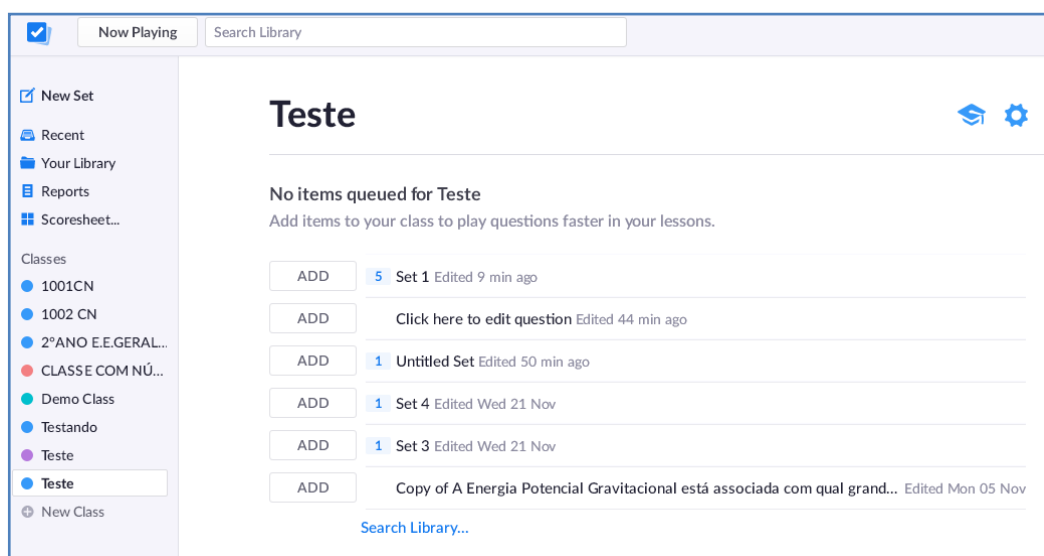 Now Playing
Search Library
New Set
Recent
Your Library
Reports
Scoresheet...
Classes
1001CN
1002 CN
2ºANO E.E.GERAL...
CLASSE COM NÚ...
Demo Class
Testando
Teste
Teste
New Class
Teste
No items queued for Teste
Add items to your class to play questions faster in your lessons.
ADD 5 Set 1 Edited 9 min ago
ADD Click here to edit question Edited 44 min ago
ADD 1 Untitled Set Edited 50 min ago
ADD 1 Set 4 Edited Wed 21 Nov
ADD 1 Set 3 Edited Wed 21 Nov
ADD Copy of A Energia Potencial Gravitacional está associada com qual grand... Edited Mon 05 Nov
Search Library...